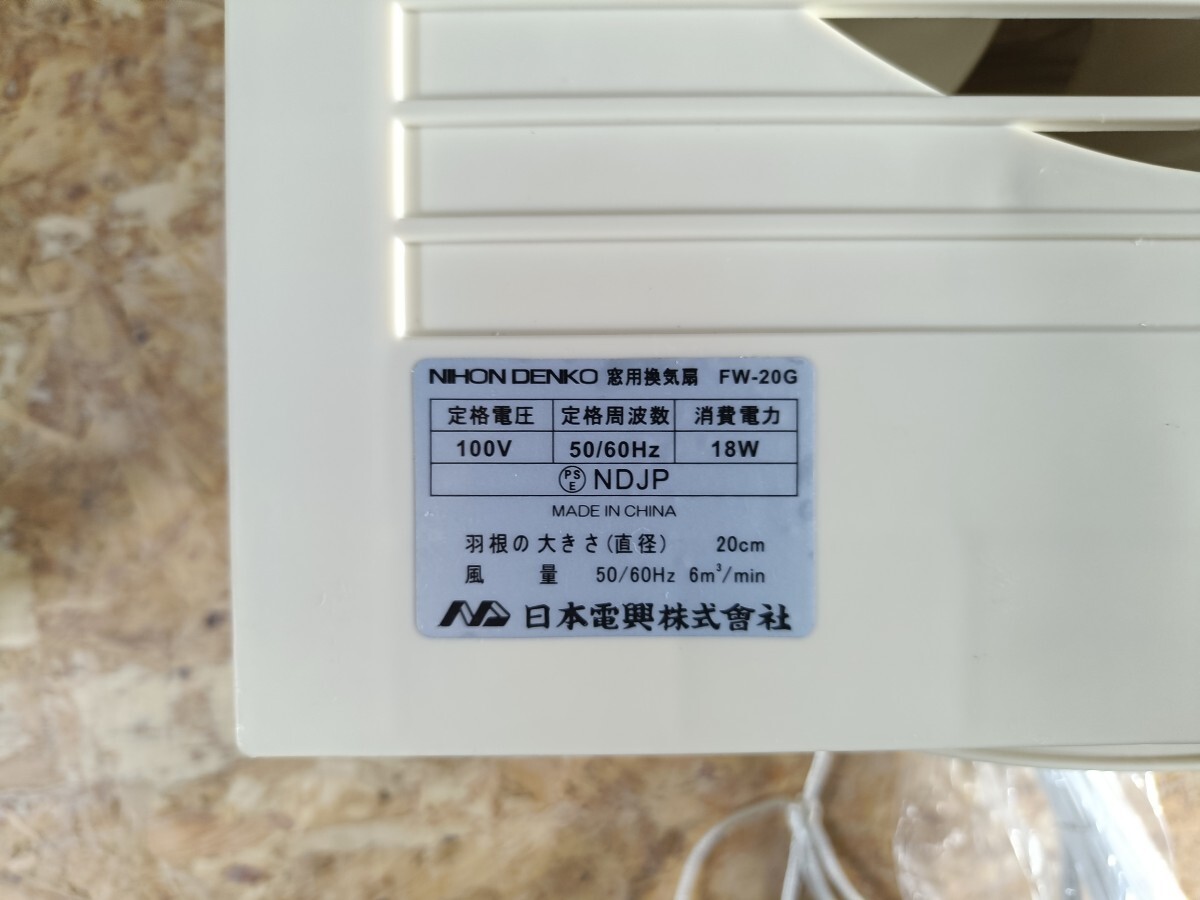 NIHON DENKO 窓用換気扇 FW-20G
定格電圧 定格周波数 消費電力
100V 50/60Hz 18W
PSE NDJP
MADE IN CHINA
羽根の大きさ(直径) 20cm
風量 50/60Hz 6m³/min
日本電興株式會社